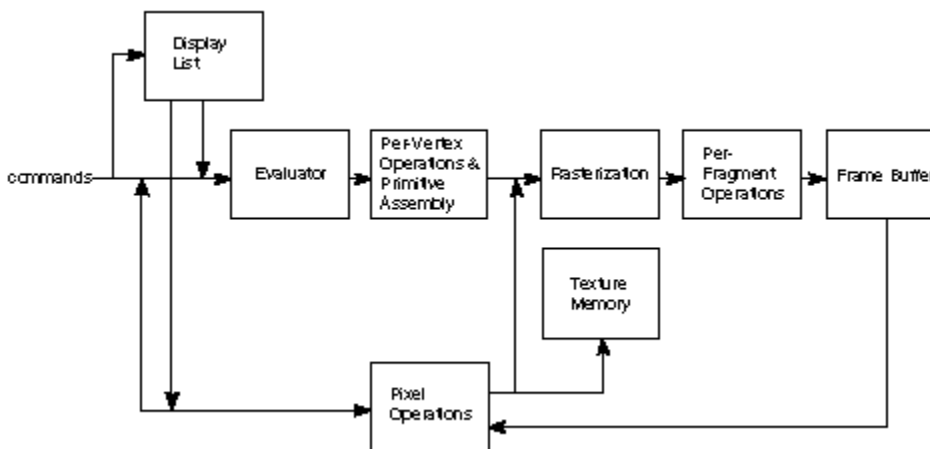 Display
List
commands
Evaluator
Per-Vertex
Operations &
Primitive
Assembly
Rasterization
Per-
Fragment
Operations
Frame Buffer
Texture
Memory
Pixel
Operations